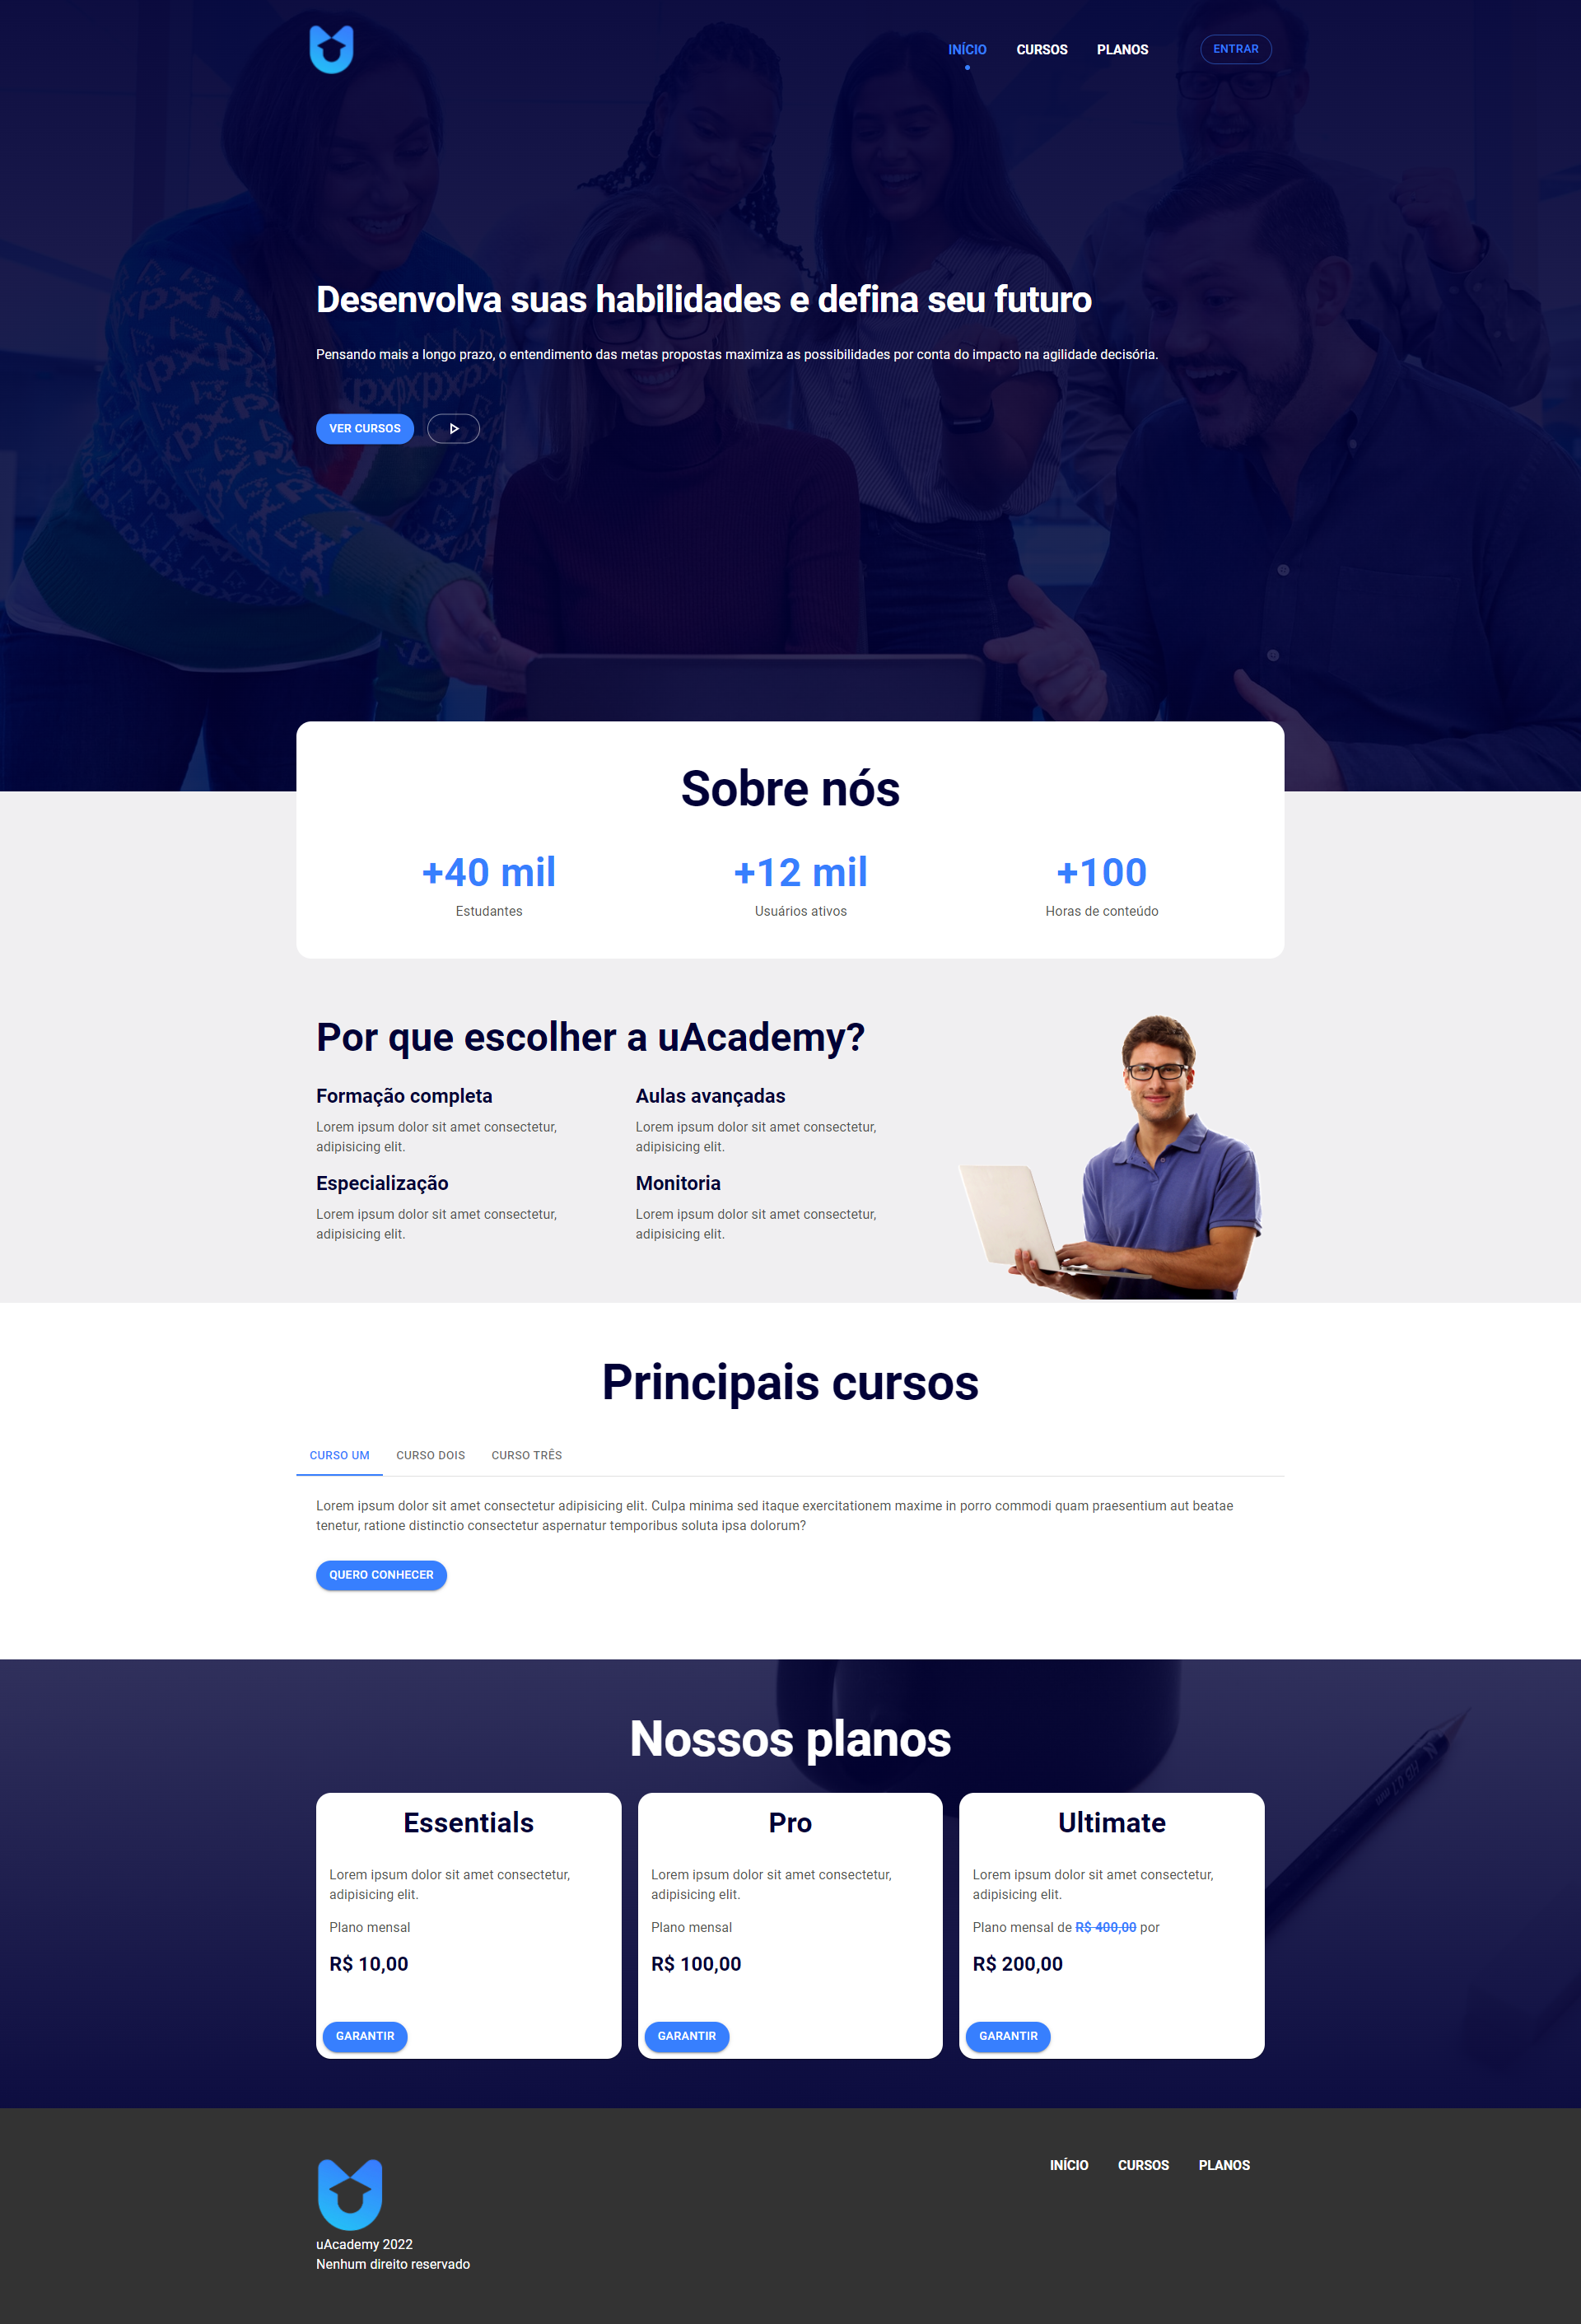 INÍCIO CURSOS PLANOS ENTRAR
Desenvolva suas habilidades e defina seu futuro
Pensando mais a longo prazo, o entendimento das metas propostas maximiza as possibilidades por conta do impacto na agilidade decisória.
VER CURSOS
Sobre nós
+40 mil +12 mil +100
Estudantes Usuários ativos Horas de conteúdo
Por que escolher a uAcademy?
Formação completa
Lorem ipsum dolor sit amet consectetur,
adipisicing elit.
Aulas avançadas
Lorem ipsum dolor sit amet consectetur,
adipisicing elit.
Especialização
Lorem ipsum dolor sit amet consectetur,
adipisicing elit.
Monitoria
Lorem ipsum dolor sit amet consectetur,
adipisicing elit.
Principais cursos
CURSO UM CURSO DOIS CURSO TRÊS
Lorem ipsum dolor sit amet consectetur adipisicing elit. Culpa minima sed itaque exercitationem maxime in porro commodi quam praesentium aut beatae
tenetur, ratione distinctio consectetur aspernatur temporibus soluta ipsa dolorum?
QUERO CONHECER
Nossos planos
Essentials
Lorem ipsum dolor sit amet consectetur,
adipisicing elit.
Plano mensal
R$ 10,00
GARANTIR
Pro
Lorem ipsum dolor sit amet consectetur,
adipisicing elit.
Plano mensal
R$ 100,00
GARANTIR
Ultimate
Lorem ipsum dolor sit amet consectetur,
adipisicing elit.
Plano mensal de R$ 400,00 por
R$ 200,00
GARANTIR
INÍCIO CURSOS PLANOS
uAcademy 2022
Nenhum direito reservado